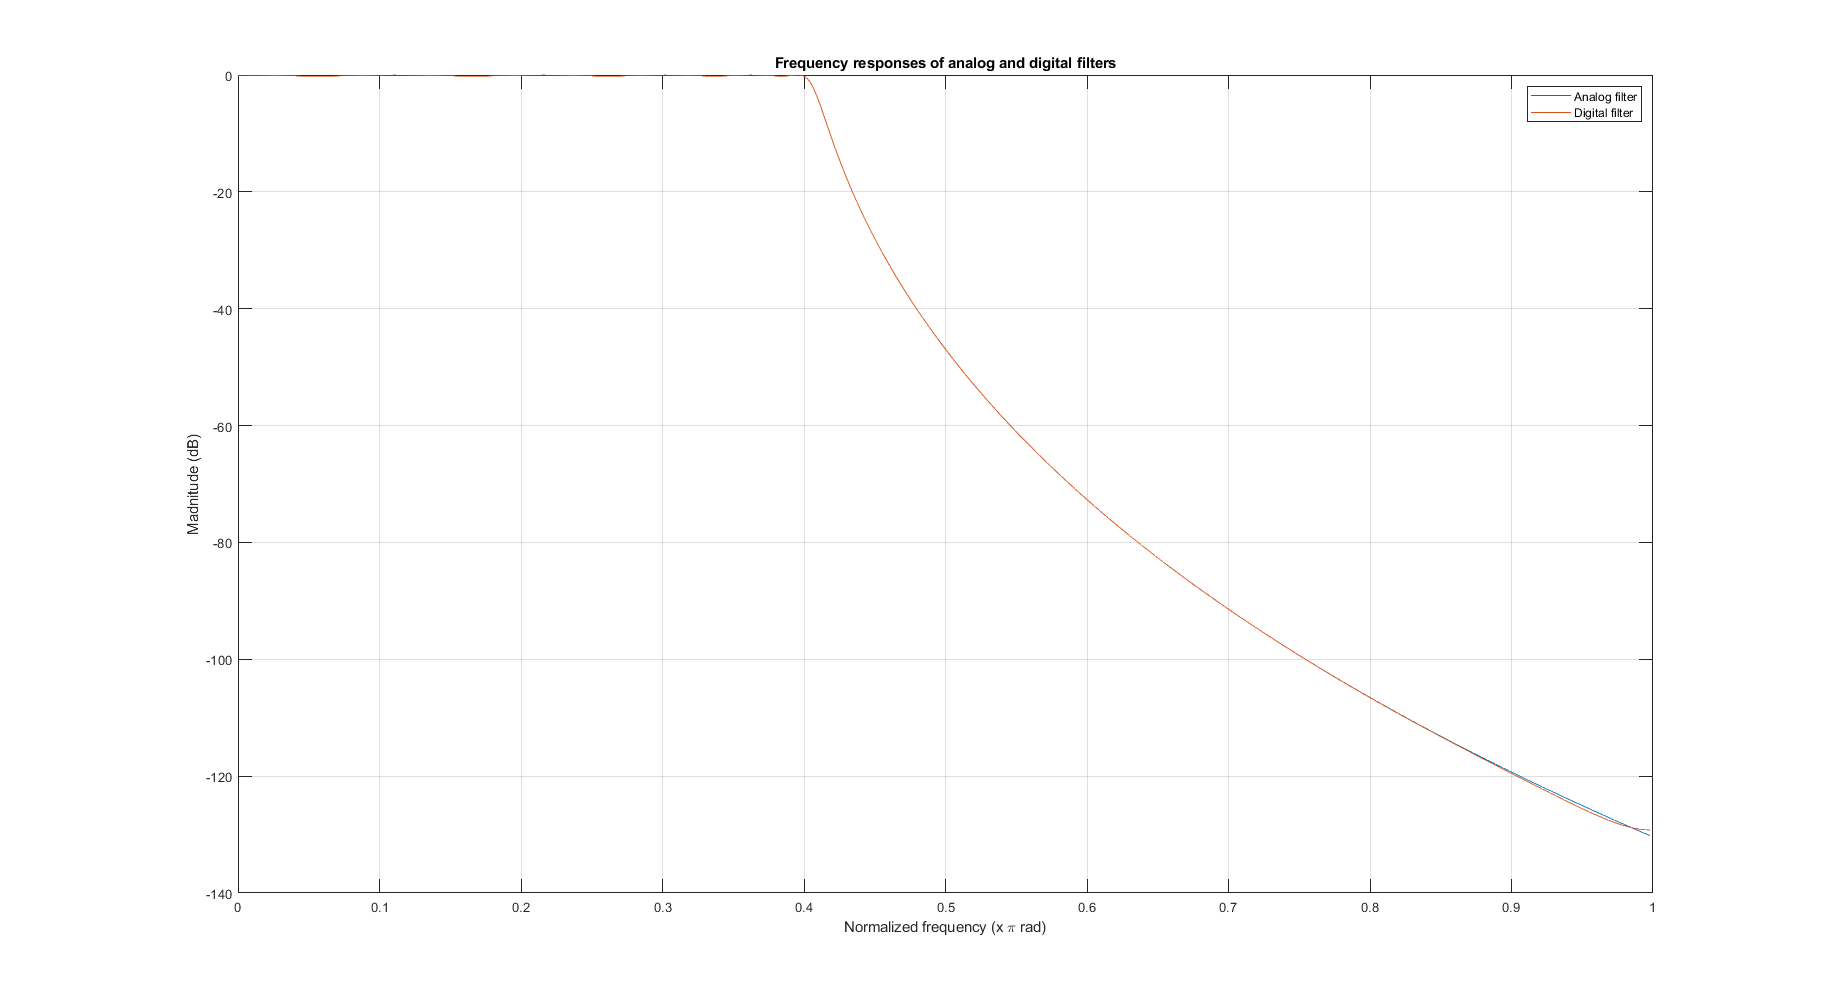 Frequency responses of analog and digital filters
Analog filter
Digital filter
0
-20
-40
-60
-80
-100
-120
-140
Madnitude (dB)
0 0.1 0.2 0.3 0.4 0.5 0.6 0.7 0.8 0.9 1
Normalized frequency (x π rad)